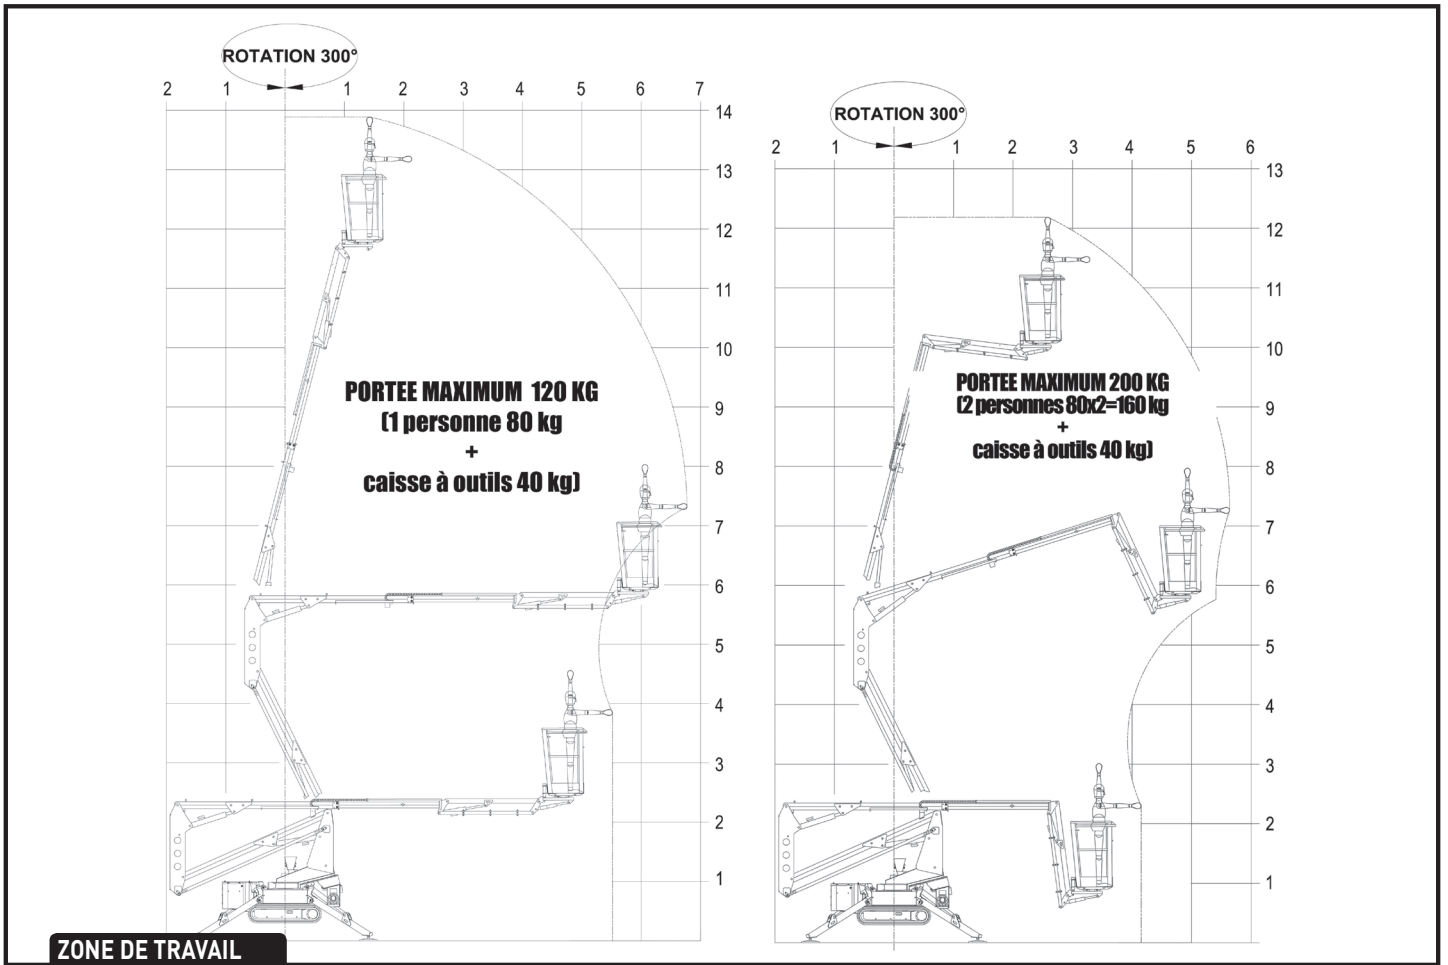 ROTATION 300°
2 1 1 2 3 4 5 6 7
14
13
12
11
10
9
8
7
6
5
4
3
2
1
PORTEE MAXIMUM 120 KG
(1 personne 80 kg
+
caisse à outils 40 kg)
ROTATION 300°
2 1 1 2 3 4 5 6
13
12
11
10
9
8
7
6
5
4
3
2
1
PORTEE MAXIMUM 200 KG
(2 personnes 80x2=160 kg
+
caisse à outils 40 kg)
ZONE DE TRAVAIL